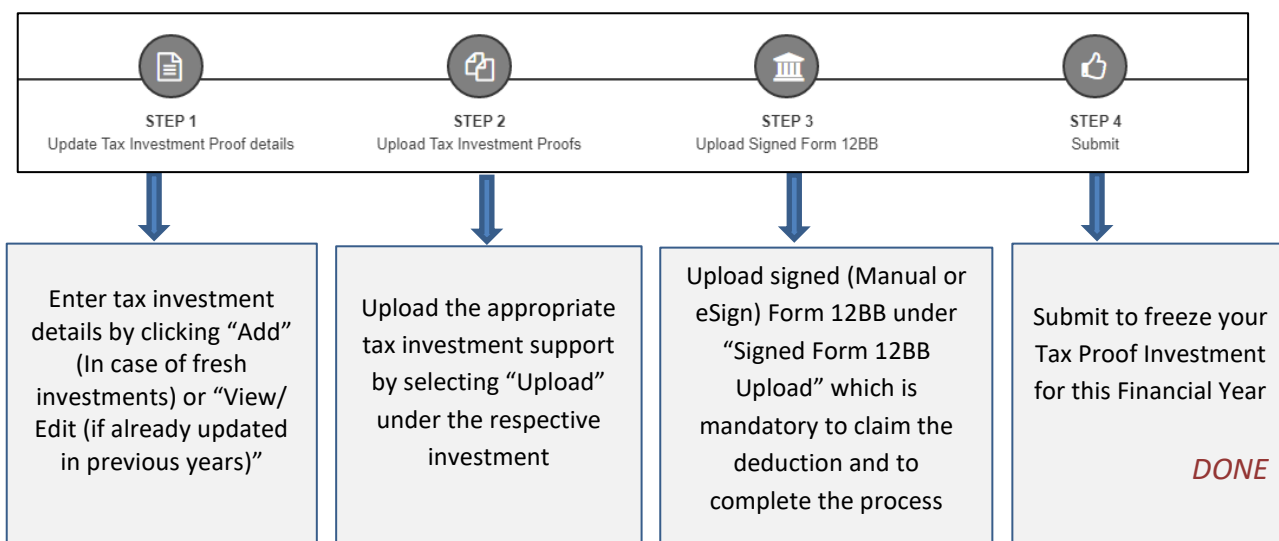 STEP 1
Update Tax Investment Proof details
STEP 2
Upload Tax Investment Proofs
STEP 3
Upload Signed Form 12BB
STEP 4
Submit
Enter tax investment
details by clicking “Add”
(In case of fresh
investments) or “View/
Edit (if already updated
in previous years)”
Upload the appropriate
tax investment support
by selecting “Upload”
under the respective
investment
Upload signed (Manual or
eSign) Form 12BB under
“Signed Form 12BB
Upload” which is
mandatory to claim the
deduction and to
complete the process
Submit to freeze your
Tax Proof Investment
for this Financial Year
DONE